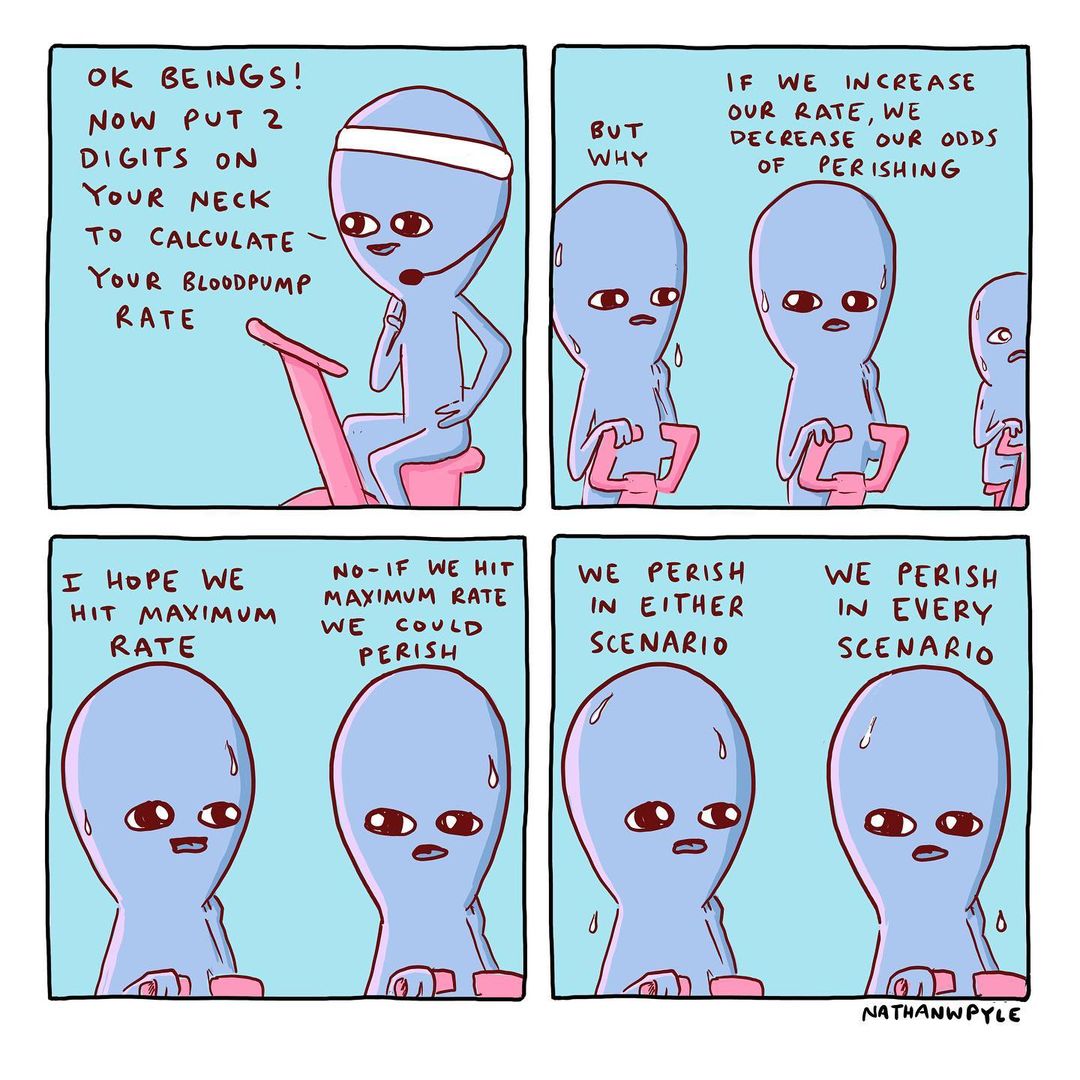 OK BEINGS!
NOW PUT 2
DIGITS ON
YOUR NECK
TO CALCULATE
YOUR BLOODPUMP
RATE
BUT
WHY
IF WE INCREASE
OUR RATE, WE
DECREASE OUR ODDS
OF PERISHING
I HOPE WE
HIT MAXIMUM
RATE
NO-IF WE HIT
MAXIMUM RATE
WE COULD
PERISH
WE PERISH
IN EITHER
SCENARIO
WE PERISH
IN EVERY
SCENARIO
NATHANWPYLE